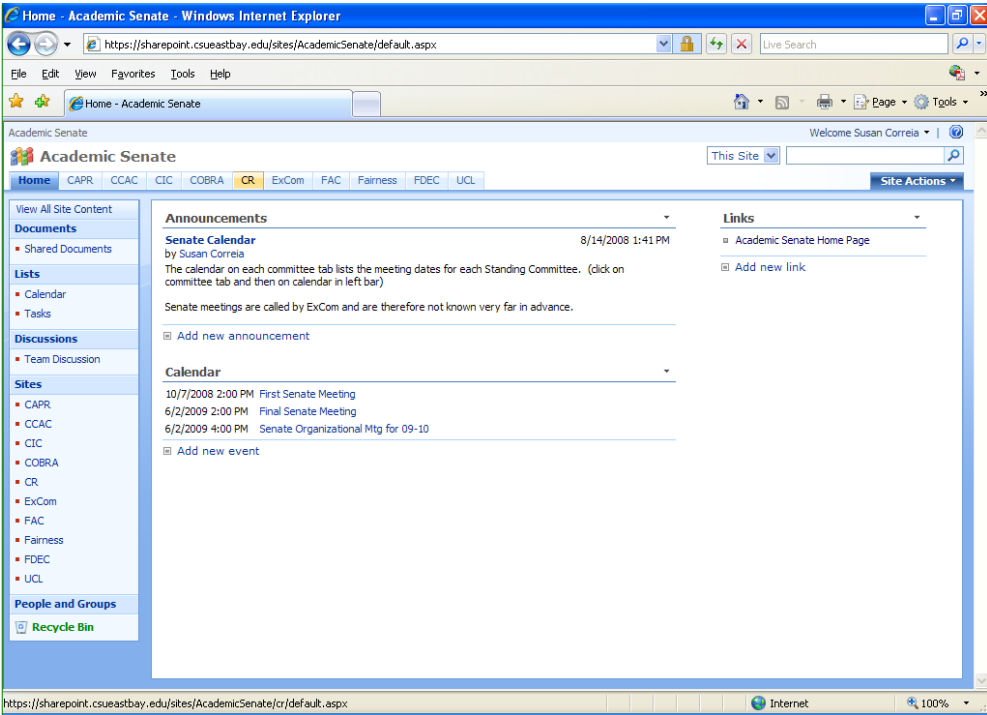 Home - Academic Senate - Windows Internet Explorer
https://sharepoint.csueastbay.edu/sites/AcademicSenate/default.aspx
Live Search
File Edit View Favorites Tools Help
Home - Academic Senate
Page Tools
Academic Senate
Welcome Susan Correia
Academic Senate
This Site
Home CAPR CCAC CIC COBRA CR ExCom FAC Fairness FDEC UCL
Site Actions
View All Site Content
Documents
Shared Documents
Lists
Calendar
Tasks
Discussions
Team Discussion
Sites
CAPR
CCAC
CIC
COBRA
CR
ExCom
FAC
Fairness
FDEC
UCL
People and Groups
Recycle Bin
Announcements
Senate Calendar 8/14/2008 1:41 PM
by Susan Correia
The calendar on each committee tab lists the meeting dates for each Standing Committee. (click on
committee tab and then on calendar in left bar)
Senate meetings are called by ExCom and are therefore not known very far in advance.
Add new announcement
Calendar
10/7/2008 2:00 PM First Senate Meeting
6/2/2009 2:00 PM Final Senate Meeting
6/2/2009 4:00 PM Senate Organizational Mtg for 09-10
Add new event
Links
Academic Senate Home Page
Add new link
https://sharepoint.csueastbay.edu/sites/AcademicSenate/cr/default.aspx
Internet
100%